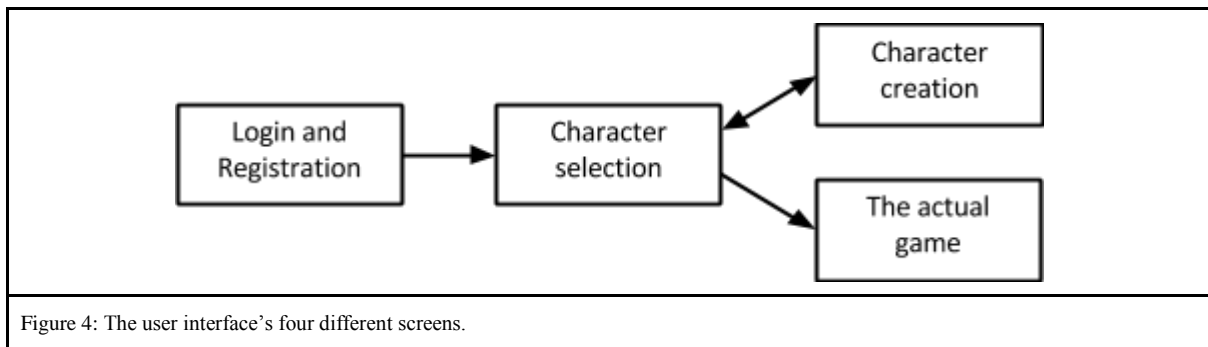 Login and
Registration
Character
selection
Character
creation
The actual
game
Figure 4: The user interface’s four different screens.